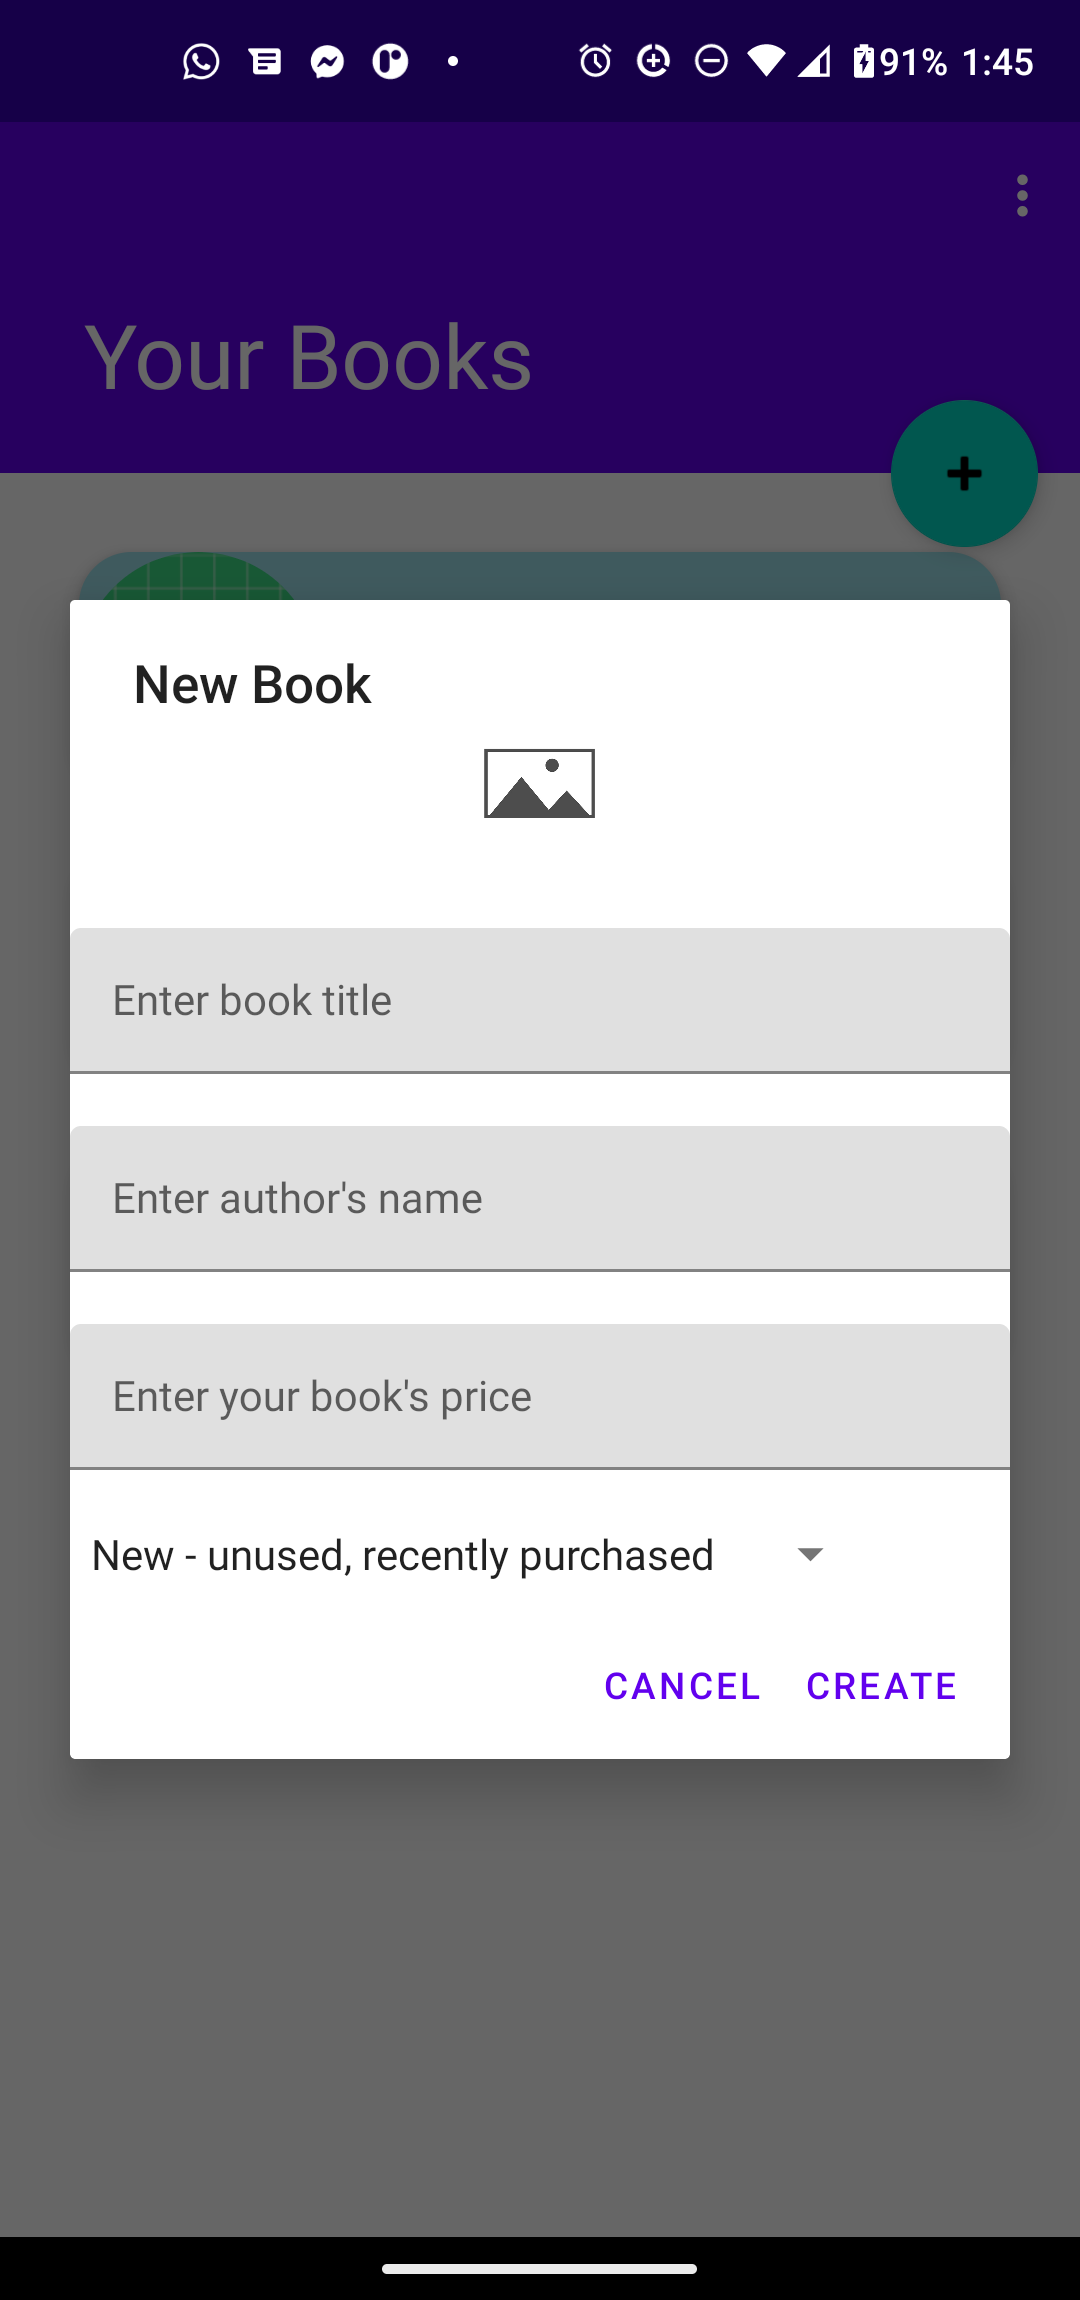 91% 1:45
Your Books
New Book
Enter book title
Enter author's name
Enter your book's price
New - unused, recently purchased
CANCEL CREATE